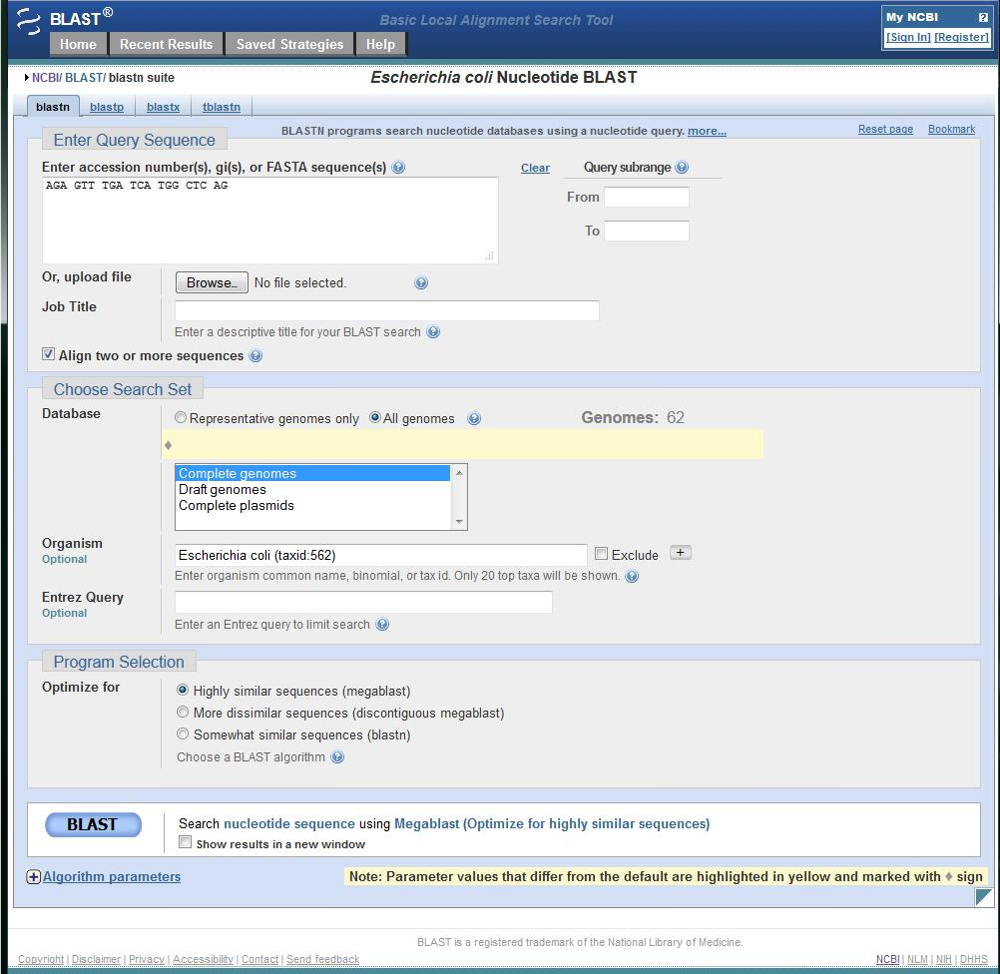 BLAST®
Basic Local Alignment Search Tool
My NCBI ?
[Sign In] [Register]
Home Recent Results Saved Strategies Help
NCBI/ BLAST/ blastn suite
Escherichia coli Nucleotide BLAST
blastn blastp blastx tblastn
BLASTN programs search nucleotide databases using a nucleotide query. more...
Reset page Bookmark
Enter Query Sequence
Enter accession number(s), gi(s), or FASTA sequence(s) ?
Clear
Query subrange ?
AGA GTT TGA TCA TGG CTC AG
From
To
Or, upload file
Browse… No file selected. ?
Job Title
Enter a descriptive title for your BLAST search ?
Align two or more sequences ?
Choose Search Set
Database
Representative genomes only All genomes ? Genomes: 62
♦
Complete genomes
Draft genomes
Complete plasmids
Organism
Optional
Escherichia coli (taxid:562)
Exclude +
Enter organism common name, binomial, or tax id. Only 20 top taxa will be shown. ?
Entrez Query
Optional
Enter an Entrez query to limit search ?
Program Selection
Optimize for
Highly similar sequences (megablast)
More dissimilar sequences (discontiguous megablast)
Somewhat similar sequences (blastn)
Choose a BLAST algorithm ?
BLAST
Search nucleotide sequence using Megablast (Optimize for highly similar sequences)
Show results in a new window
+ Algorithm parameters
Note: Parameter values that differ from the default are highlighted in yellow and marked with ♦ sign
BLAST is a registered trademark of the National Library of Medicine.
Copyright | Disclaimer | Privacy | Accessibility | Contact | Send feedback
NCBI | NLM | NIH | DHHS